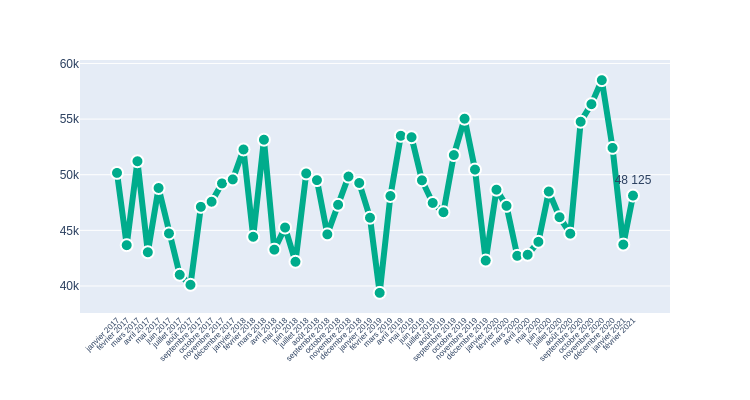 60k
55k
50k
45k
40k
48 125
janvier 2017
février 2017
mars 2017
avril 2017
mai 2017
juin 2017
juillet 2017
août 2017
septembre 2017
octobre 2017
novembre 2017
décembre 2017
janvier 2018
février 2018
mars 2018
avril 2018
mai 2018
juin 2018
juillet 2018
août 2018
septembre 2018
octobre 2018
novembre 2018
décembre 2018
janvier 2019
février 2019
mars 2019
avril 2019
mai 2019
juin 2019
juillet 2019
août 2019
septembre 2019
octobre 2019
novembre 2019
décembre 2019
janvier 2020
février 2020
mars 2020
avril 2020
mai 2020
juin 2020
juillet 2020
août 2020
septembre 2020
octobre 2020
novembre 2020
décembre 2020
janvier 2021
février 2021